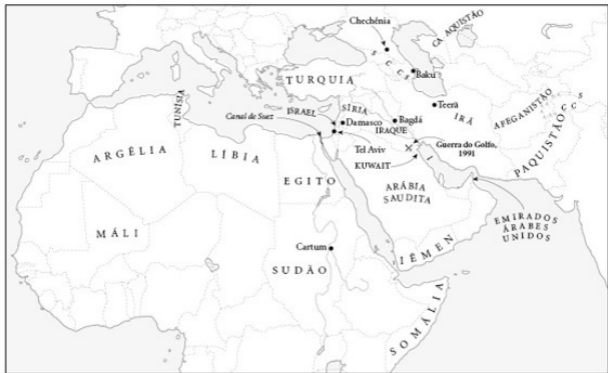 Chechênia
CAZAQUISTÃO
S C C S
Baku
TURQUIA
TUNÍSIA
Canal de Suez
ISRAEL
SÍRIA
Damasco
Bagdá
IRAQUE
Teerã
IRÃ
AFEGANISTÃO
S
C C
PAQUISTÃO
Tel Aviv
KUWAIT
Guerra do Golfo,
1991
ARGÉLIA
LÍBIA
EGITO
ARÁBIA
SAUDITA
EMIRADOS
ÁRABES
UNIDOS
MÁLI
Cartum
SUDÃO
IÊMEN
SOMÁLIA